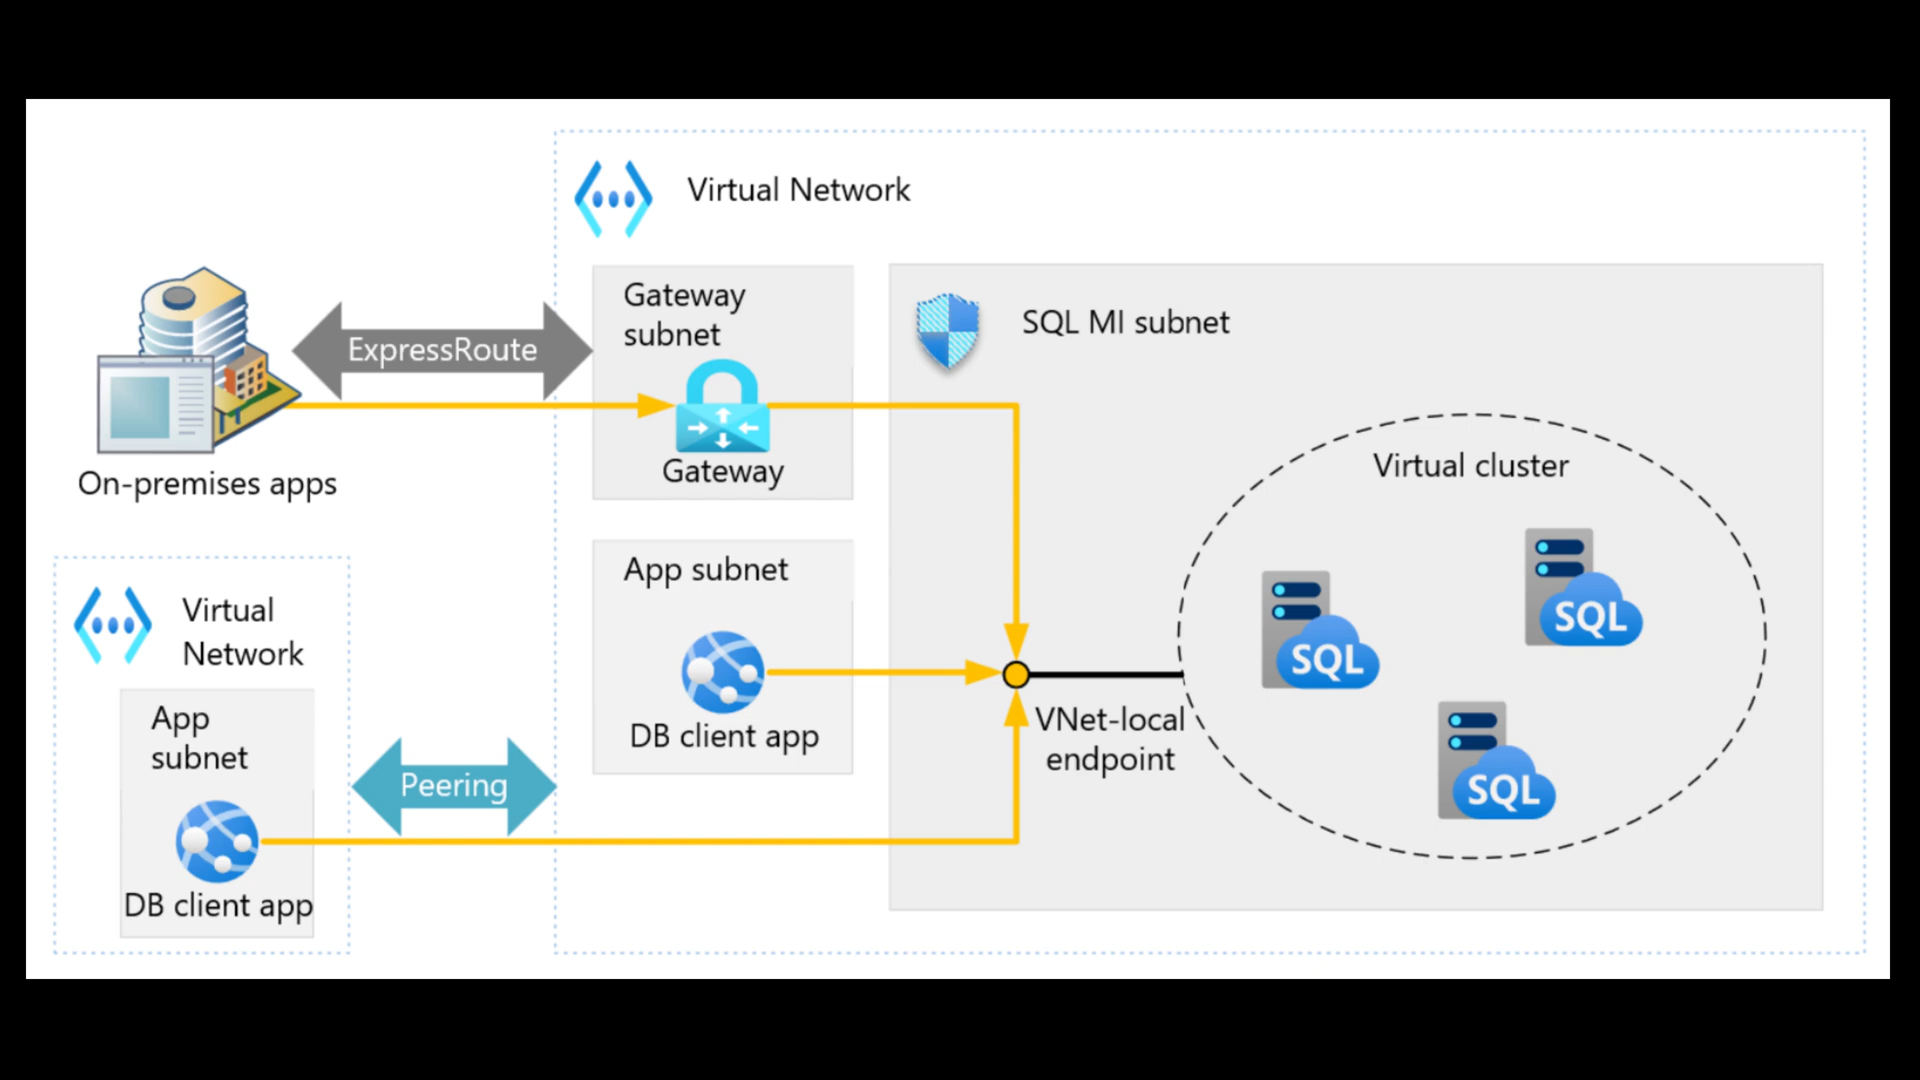 Virtual Network
Gateway
subnet
SQL MI subnet
ExpressRoute
Gateway
On-premises apps
Virtual cluster
App subnet
SQL
SQL
SQL
DB client app
VNet-local
endpoint
Virtual
Network
App
subnet
Peering
DB client app